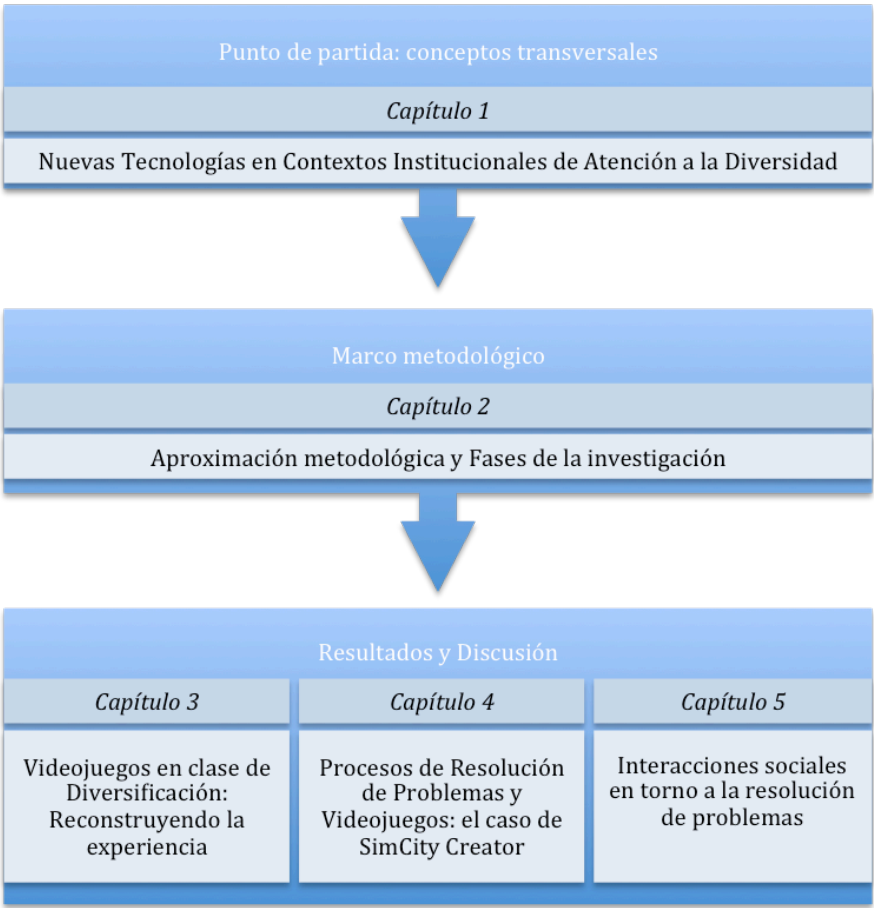 Punto de partida: conceptos transversales
Capítulo 1
Nuevas Tecnologías en Contextos Institucionales de Atención a la Diversidad
Marco metodológico
Capítulo 2
Aproximación metodológica y Fases de la investigación
Resultados y Discusión
Capítulo 3
Videojuegos en clase de
Diversificación:
Reconstruyendo la
experiencia
Capítulo 4
Procesos de Resolución
de Problemas y
Videojuegos: el caso de
SimCity Creator
Capítulo 5
Interacciones sociales
en torno a la resolución
de problemas